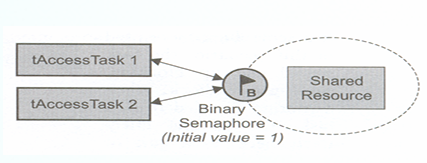 tAccessTask 1
tAccessTask 2
B
Binary
Semaphore
(Initial value = 1)
Shared
Resource